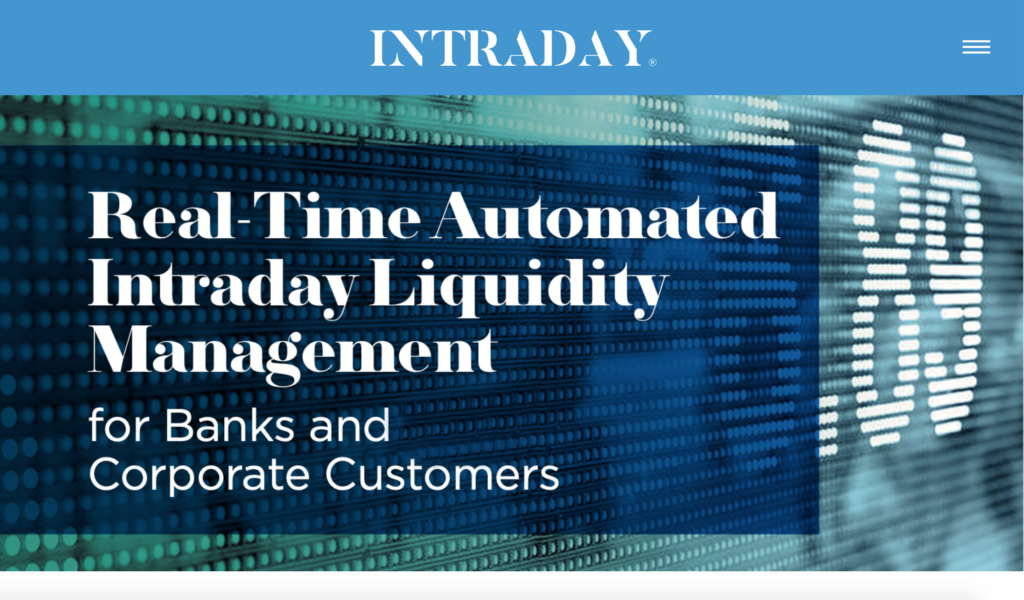 INTRADAY®
Real-Time Automated
Intraday Liquidity
Management
for Banks and
Corporate Customers